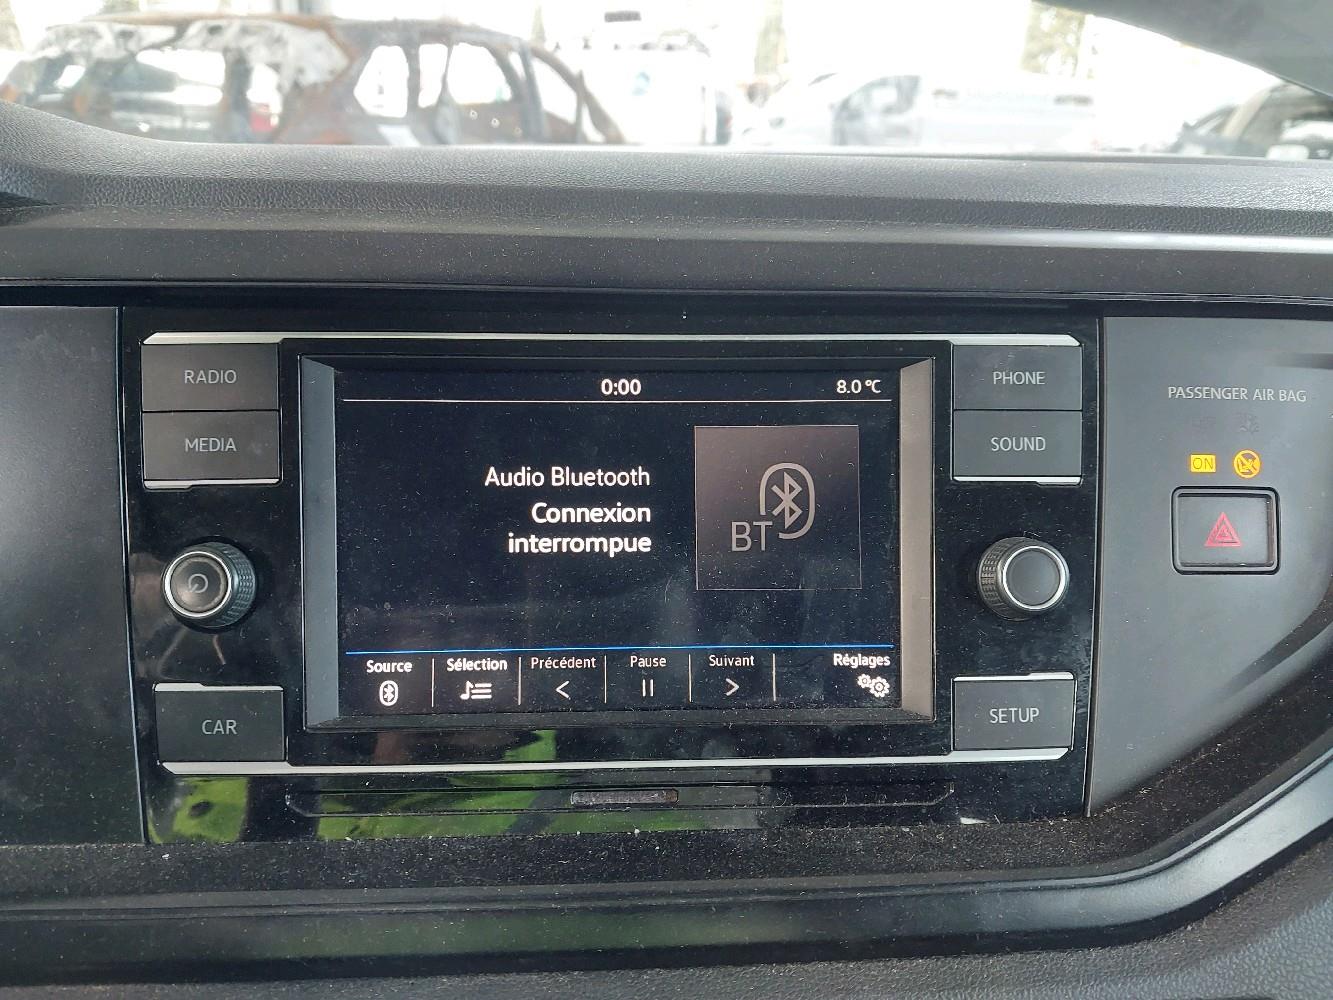 RADIO
MEDIA
CAR
0:00
8.0 °C
Audio Bluetooth
Connexion
interrompue
BT
Source
Sélection
Précédent
Pause
Suivant
Réglages
PHONE
SOUND
SETUP
PASSENGER AIR BAG
ON